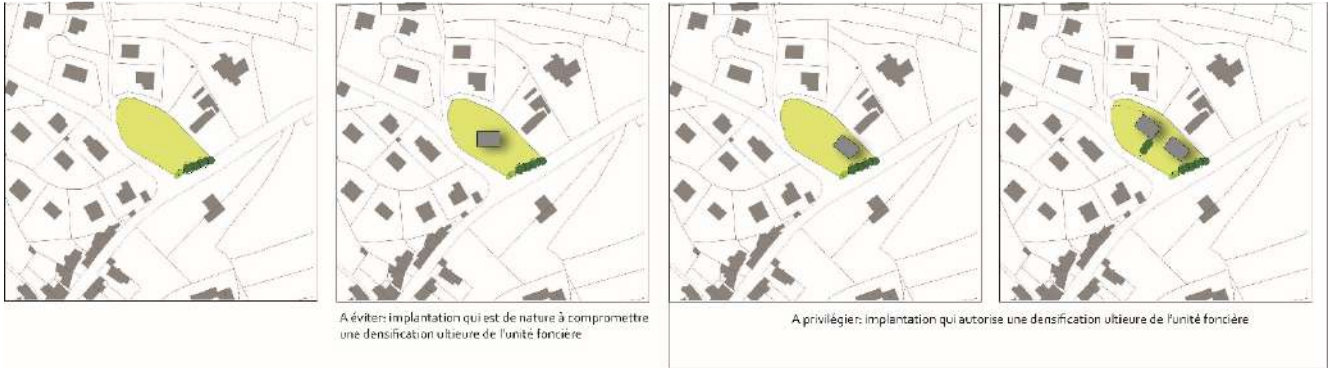 A éviter: implantation qui est de nature à compromettre
une densification ultieure de l'unité foncière
A privilégier: implantation qui autorise une densification ultieure de l'unité foncière